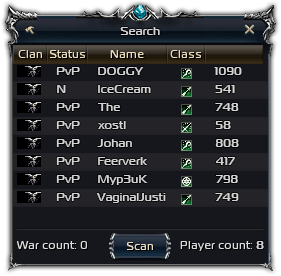 Search
Clan Status Name Class
PvP DOGGY 1090
N IceCream 541
PvP The 748
PvP xostl 58
PvP Johan 808
PvP Feerverk 417
PvP Myp3uK 798
PvP VaginalJusti 749
War count: 0 Scan Player count: 8